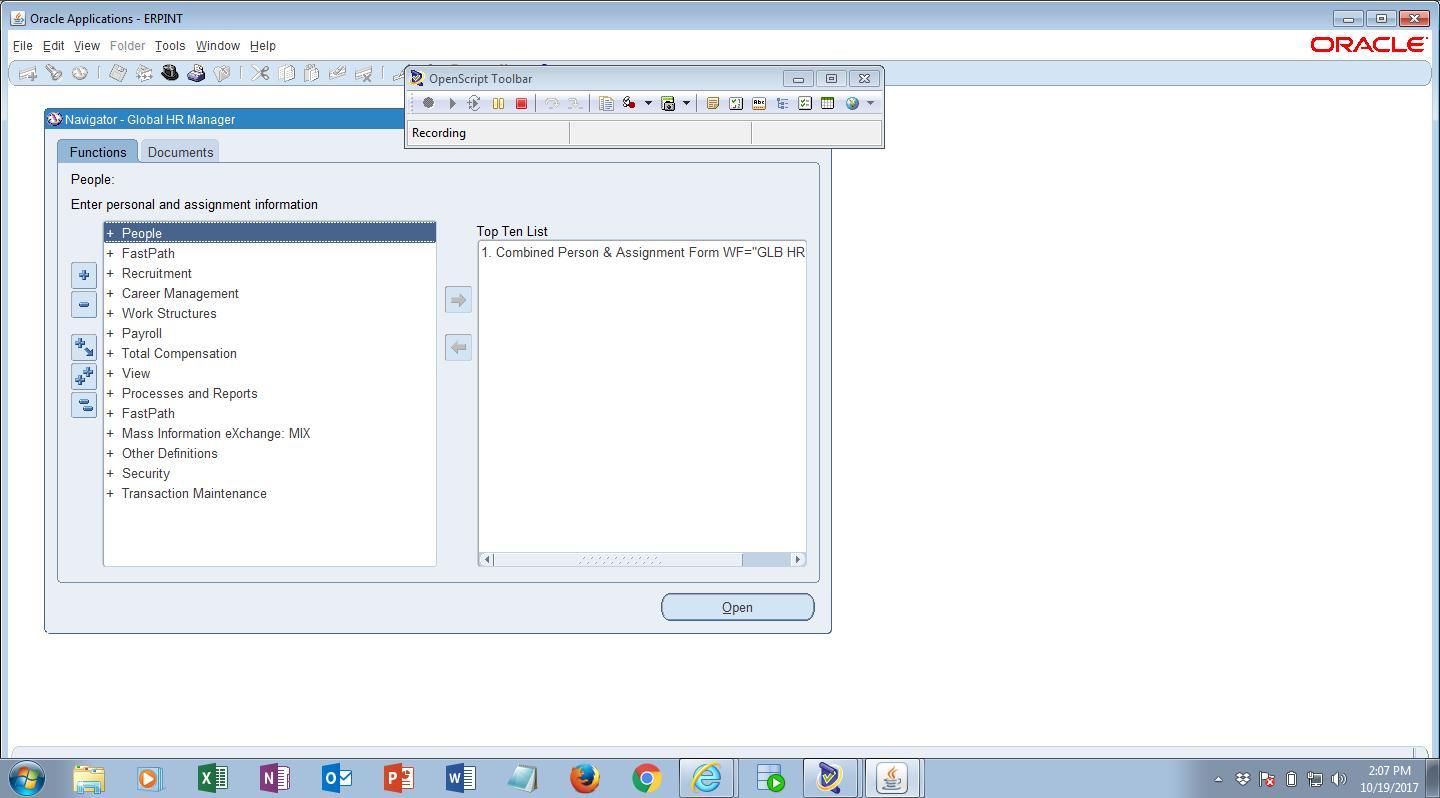 Oracle Applications - ERPINT
File Edit View Folder Tools Window Help
ORACLE
OpenScript Toolbar
Recording
Navigator - Global HR Manager
Functions Documents
People:
Enter personal and assignment information
+ People
+ FastPath
+ Recruitment
+ Career Management
+ Work Structures
+ Payroll
+ Total Compensation
+ View
+ Processes and Reports
+ FastPath
+ Mass Information eXchange: MIX
+ Other Definitions
+ Security
+ Transaction Maintenance
Top Ten List
1. Combined Person & Assignment Form WF="GLB HR
Open
2:07 PM
10/19/2017